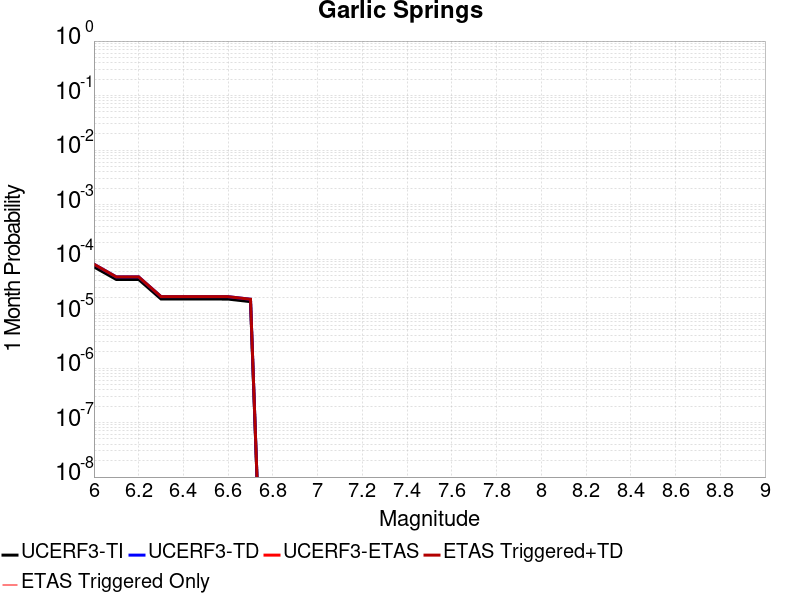 Garlic Springs
10^0
10^-1
10^-2
10^-3
10^-4
10^-5
10^-6
10^-7
10^-8
1 Month Probability
6 6.2 6.4 6.6 6.8 7 7.2 7.4 7.6 7.8 8 8.2 8.4 8.6 8.8 9
Magnitude
UCERF3-TI UCERF3-TD UCERF3-ETAS ETAS Triggered+TD
ETAS Triggered Only